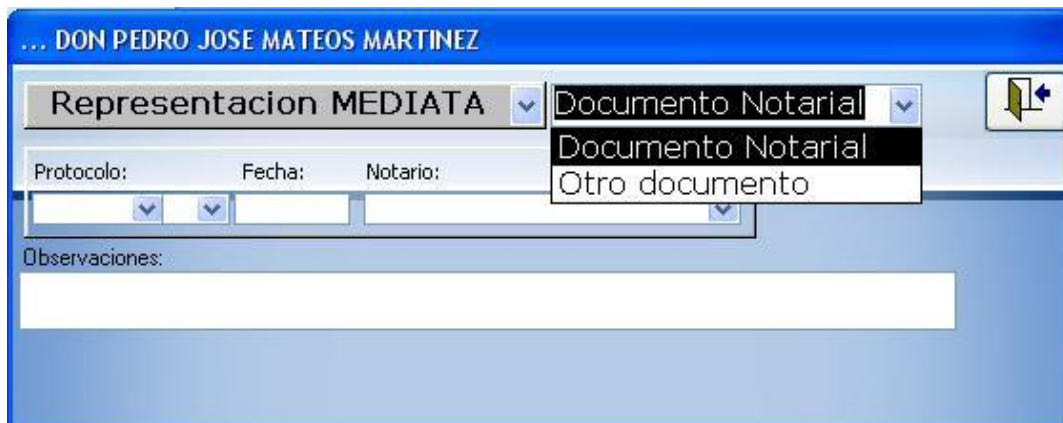 ... DON PEDRO JOSE MATEOS MARTINEZ
Representacion MEDIATA Documento Notarial
Documento Notarial
Otro documento
Protocolo: Fecha: Notario:
Observaciones: